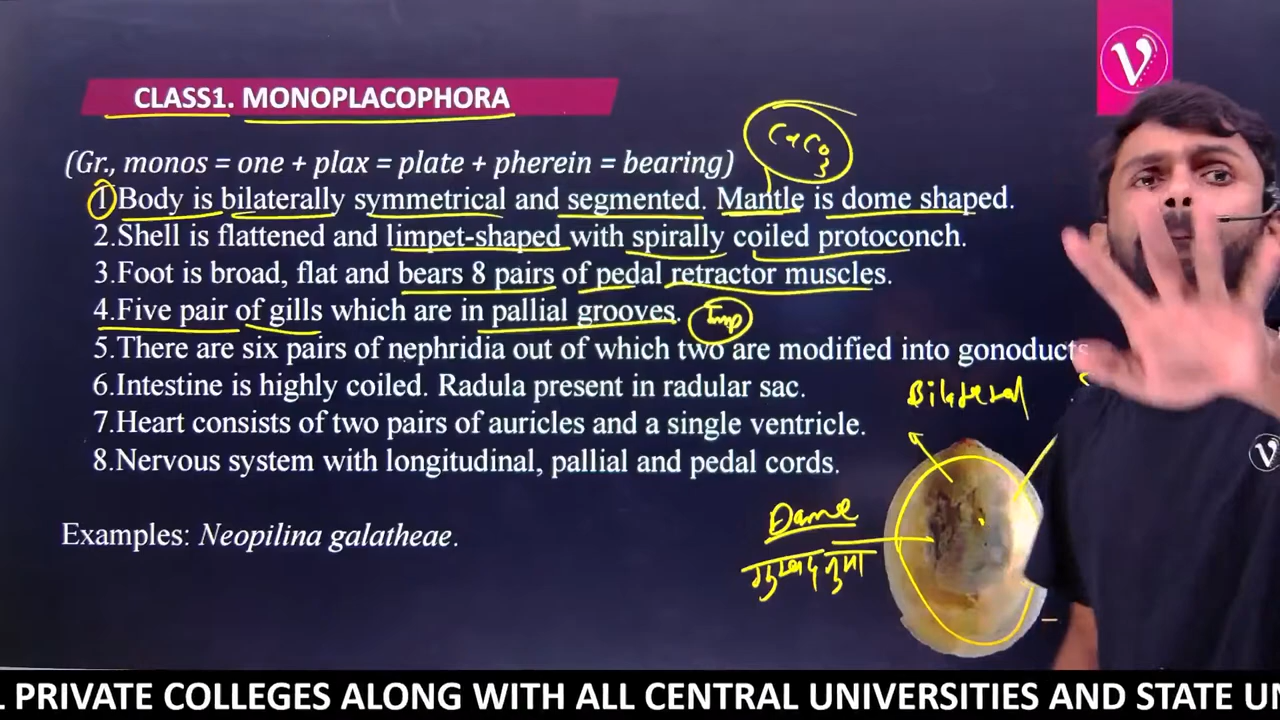 CLASS1. MONOPLACOPHORA
(Gr., monos = one + plax = plate + pherein = bearing)
CaCO3
1.Body is bilaterally symmetrical and segmented. Mantle is dome shaped.
2.Shell is flattened and limpet-shaped with spirally coiled protoconch.
3.Foot is broad, flat and bears 8 pairs of pedal retractor muscles.
4.Five pair of gills which are in pallial grooves. Imp
5.There are six pairs of nephridia out of which two are modified into gonoducts
6.Intestine is highly coiled. Radula present in radular sac.
Bilateral
7.Heart consists of two pairs of auricles and a single ventricle.
8.Nervous system with longitudinal, pallial and pedal cords.
Dame
Examples: Neopilina galatheae.
L PRIVATE COLLEGES ALONG WITH ALL CENTRAL UNIVERSITIES AND STATE UN